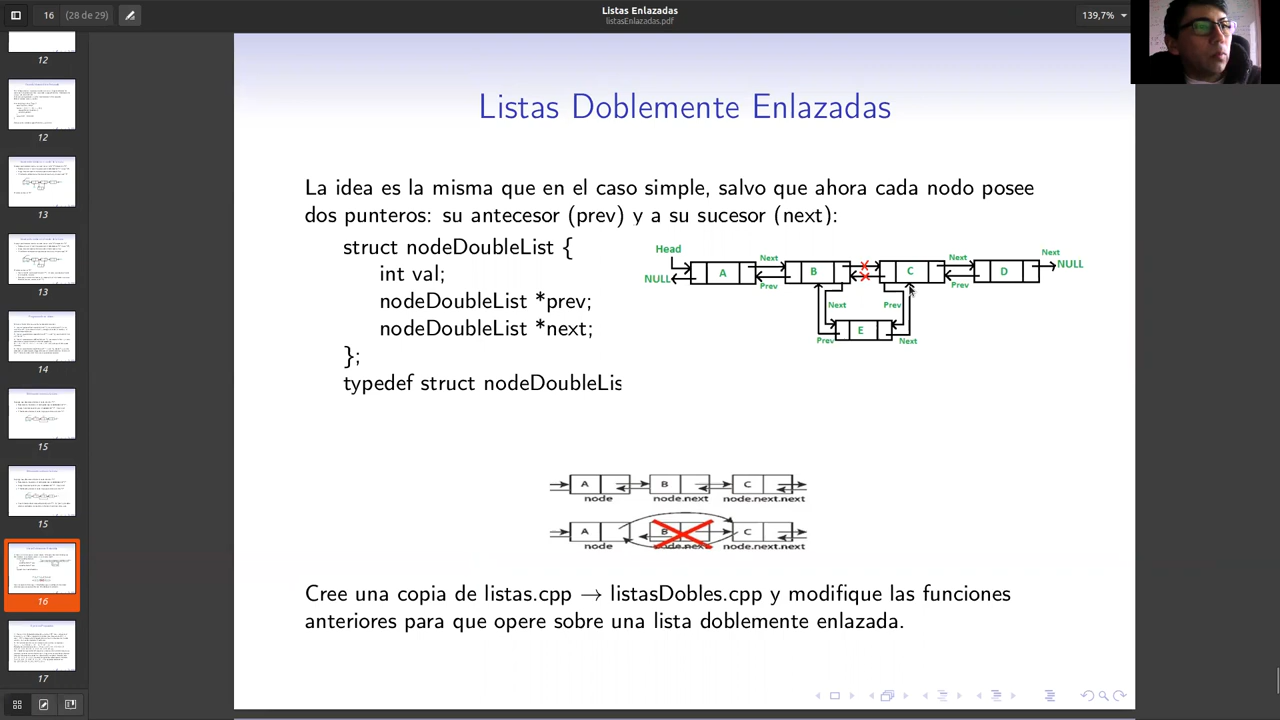 16 (28 de 29)
Listas Enlazadas
listasEnlazadas.pdf
139,7%
12
12
13
13
14
15
15
16
17
Listas Doblemente Enlazadas
La idea es la misma que en el caso simple, salvo que ahora cada nodo posee
dos punteros: su antecesor (prev) y a su sucesor (next):
struct nodeDoubleList {
int val;
nodeDoubleList *prev;
nodeDoubleList *next;
};
typedef struct nodeDoubleLis
Head
Next
Next
Next
NULL
A
B
C
D
NULL
Prev
Prev
Next
Prev
E
Prev
Next
A B C
node node.next node.next.next
A B C
node node.next node.next.next
Cree una copia de listas.cpp → listasDobles.cpp y modifique las funciones
anteriores para que opere sobre una lista doblemente enlazada.